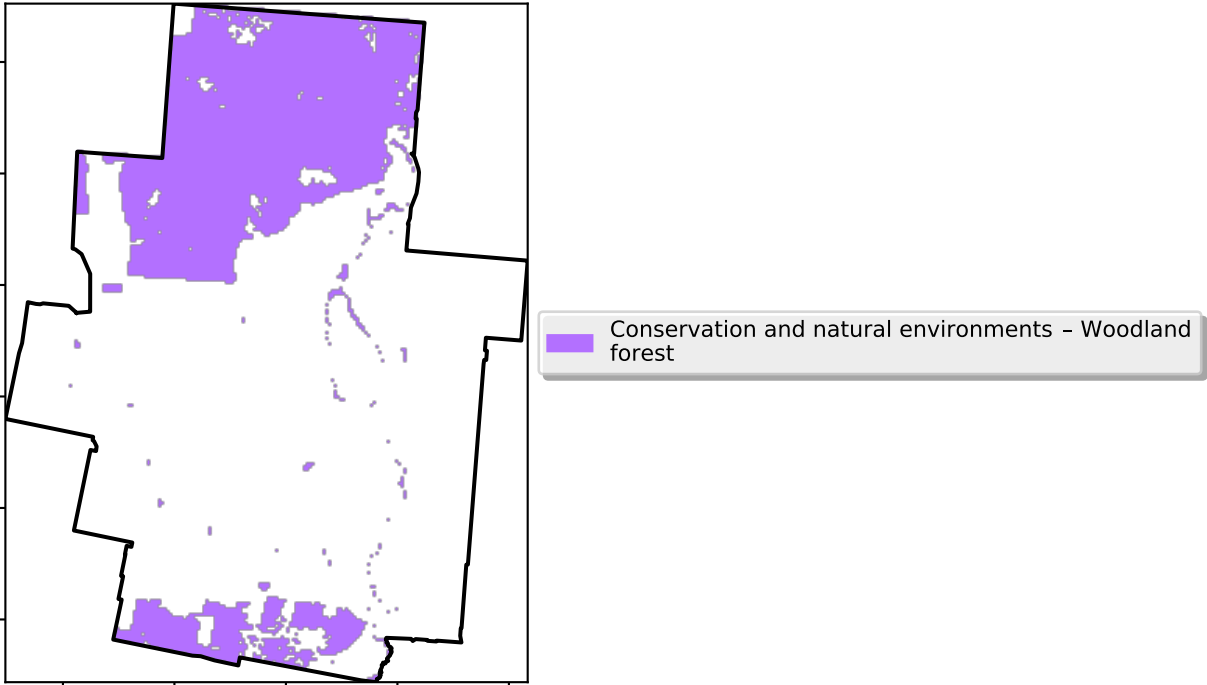 Conservation and natural environments – Woodland
forest